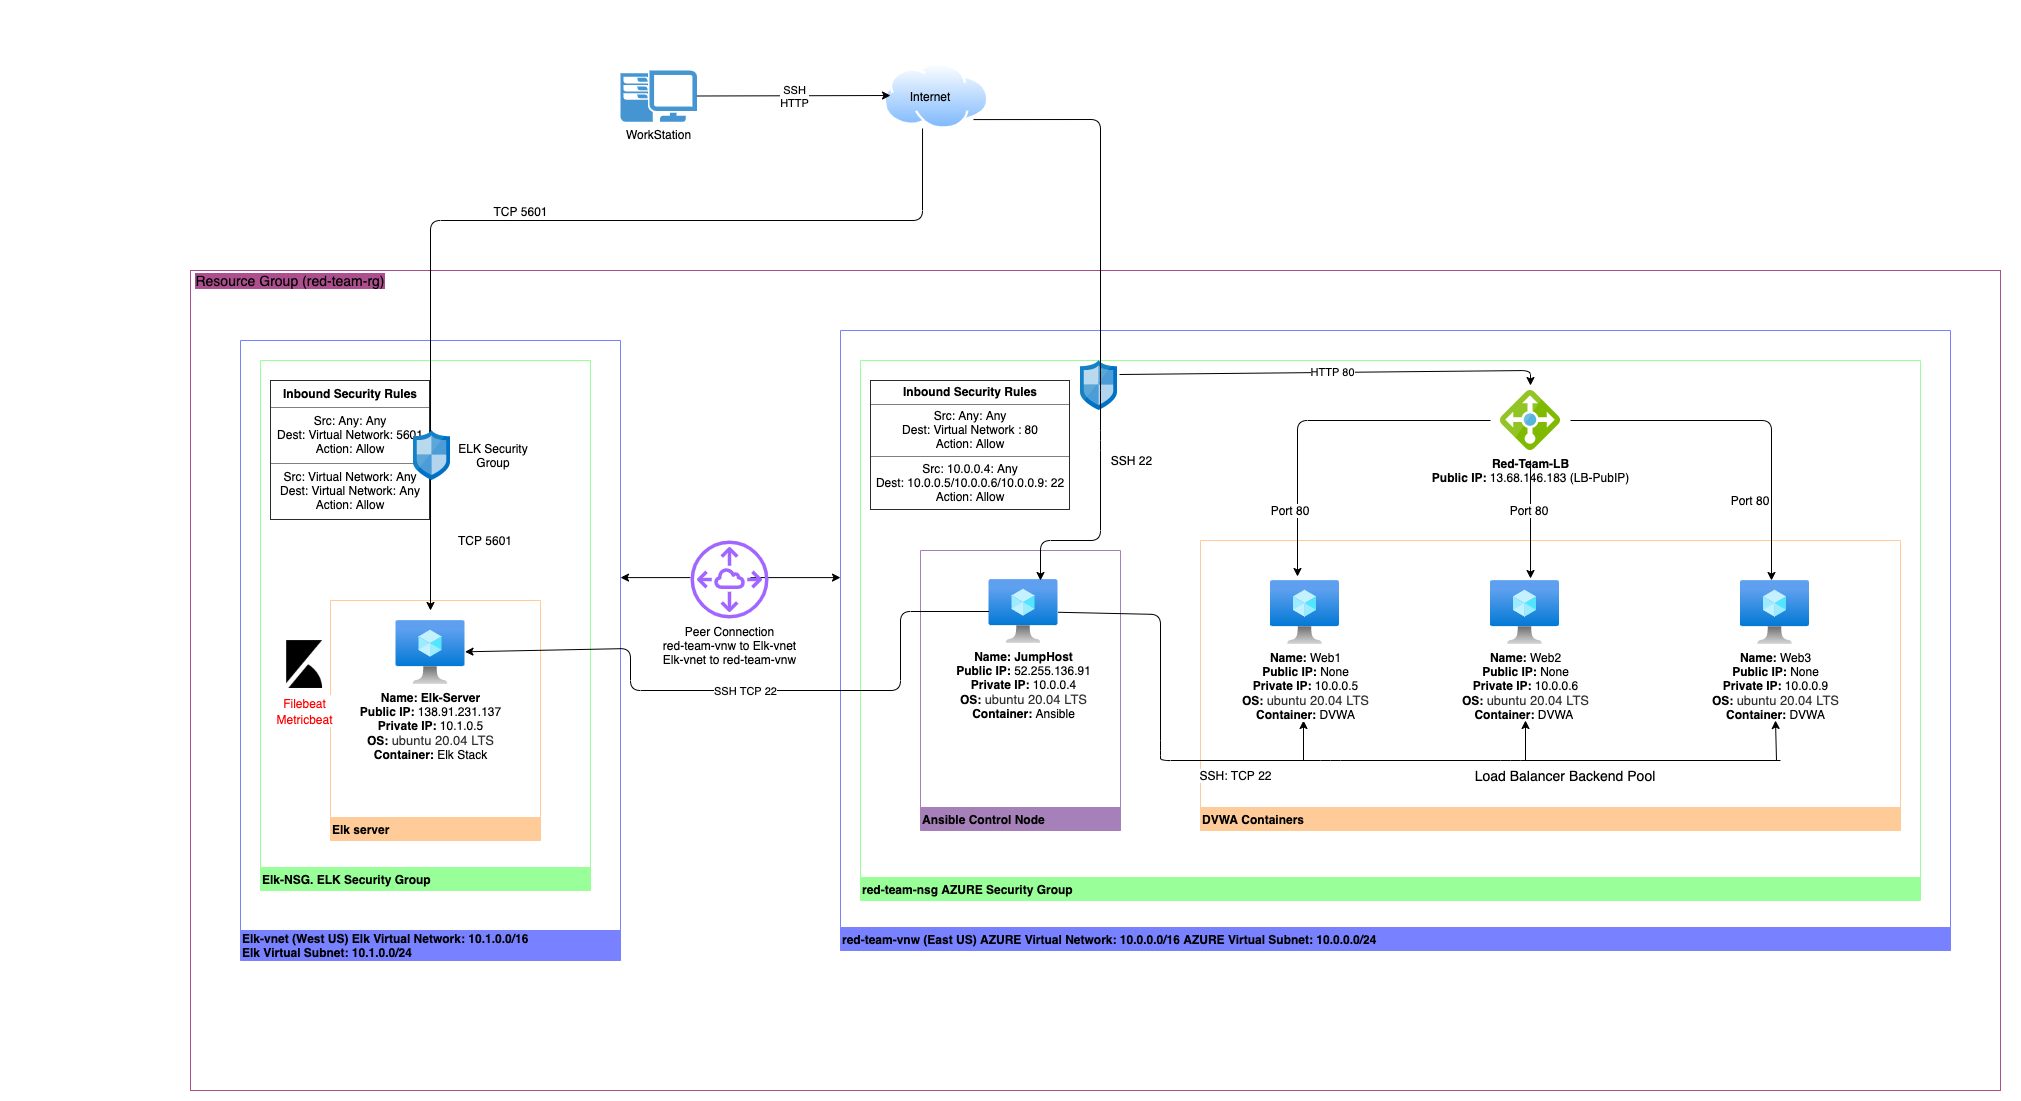 WorkStation
SSH
HTTP
Internet
TCP 5601
Resource Group (red-team-rg)
Inbound Security Rules
Src: Any: Any
Dest: Virtual Network: 5601
Action: Allow
Src: Virtual Network: Any
Dest: Virtual Network: Any
Action: Allow
ELK Security
Group
TCP 5601
Filebeat
Metricbeat
Name: Elk-Server
Public IP: 138.91.231.137
Private IP: 10.1.0.5
OS: ubuntu 20.04 LTS
Container: Elk Stack
Elk server
Elk-NSG. ELK Security Group
Elk-vnet (West US) Elk Virtual Network: 10.1.0.0/16
Elk Virtual Subnet: 10.1.0.0/24
Peer Connection
red-team-vnw to Elk-vnet
Elk-vnet to red-team-vnw
SSH TCP 22
Inbound Security Rules
Src: Any: Any
Dest: Virtual Network : 80
Action: Allow
Src: 10.0.0.4: Any
Dest: 10.0.0.5/10.0.0.6/10.0.0.9: 22
Action: Allow
SSH 22
HTTP 80
Red-Team-LB
Public IP: 13.68.146.183 (LB-PubIP)
Port 80
Port 80
Port 80
Name: JumpHost
Public IP: 52.255.136.91
Private IP: 10.0.0.4
OS: ubuntu 20.04 LTS
Container: Ansible
Ansible Control Node
Name: Web1
Public IP: None
Private IP: 10.0.0.5
OS: ubuntu 20.04 LTS
Container: DVWA
Name: Web2
Public IP: None
Private IP: 10.0.0.6
OS: ubuntu 20.04 LTS
Container: DVWA
Name: Web3
Public IP: None
Private IP: 10.0.0.9
OS: ubuntu 20.04 LTS
Container: DVWA
SSH: TCP 22
Load Balancer Backend Pool
DVWA Containers
red-team-nsg AZURE Security Group
red-team-vnw (East US) AZURE Virtual Network: 10.0.0.0/16 AZURE Virtual Subnet: 10.0.0.0/24